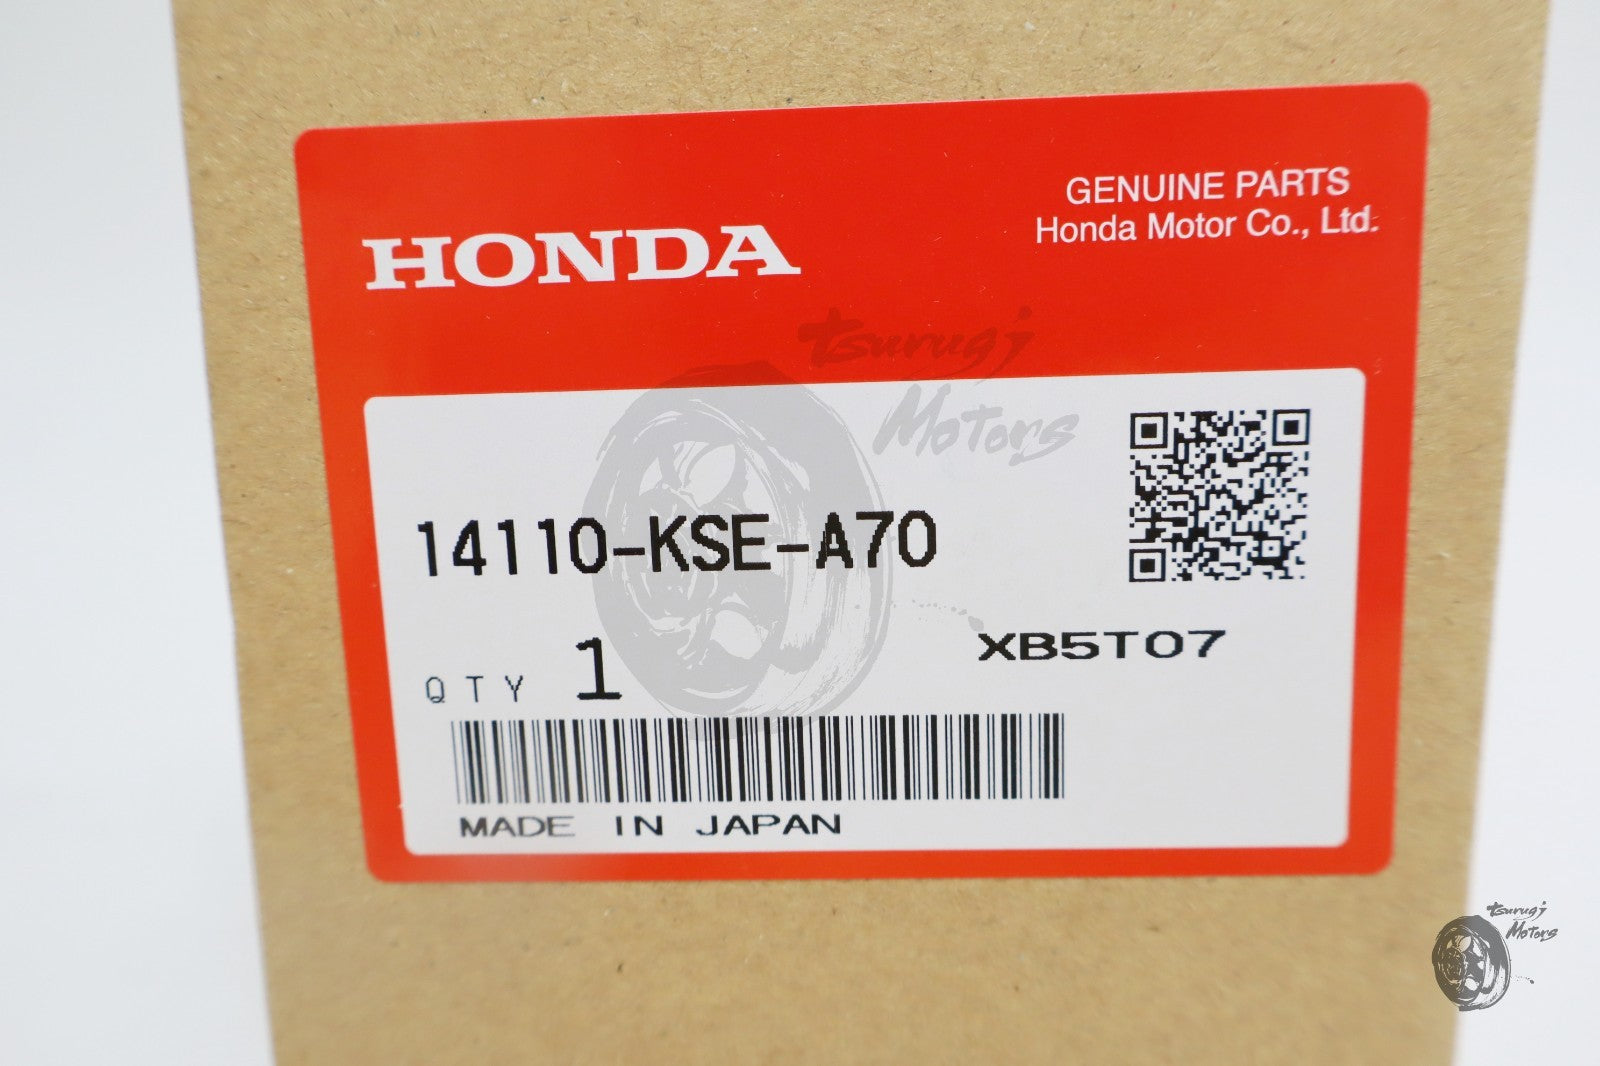 HONDA
GENUINE PARTS
Honda Motor Co., Ltd.
tsurugi
Motors
14110-KSE-A70
XB5T07
QTY 1
MADE IN JAPAN
tsurugi
Motors